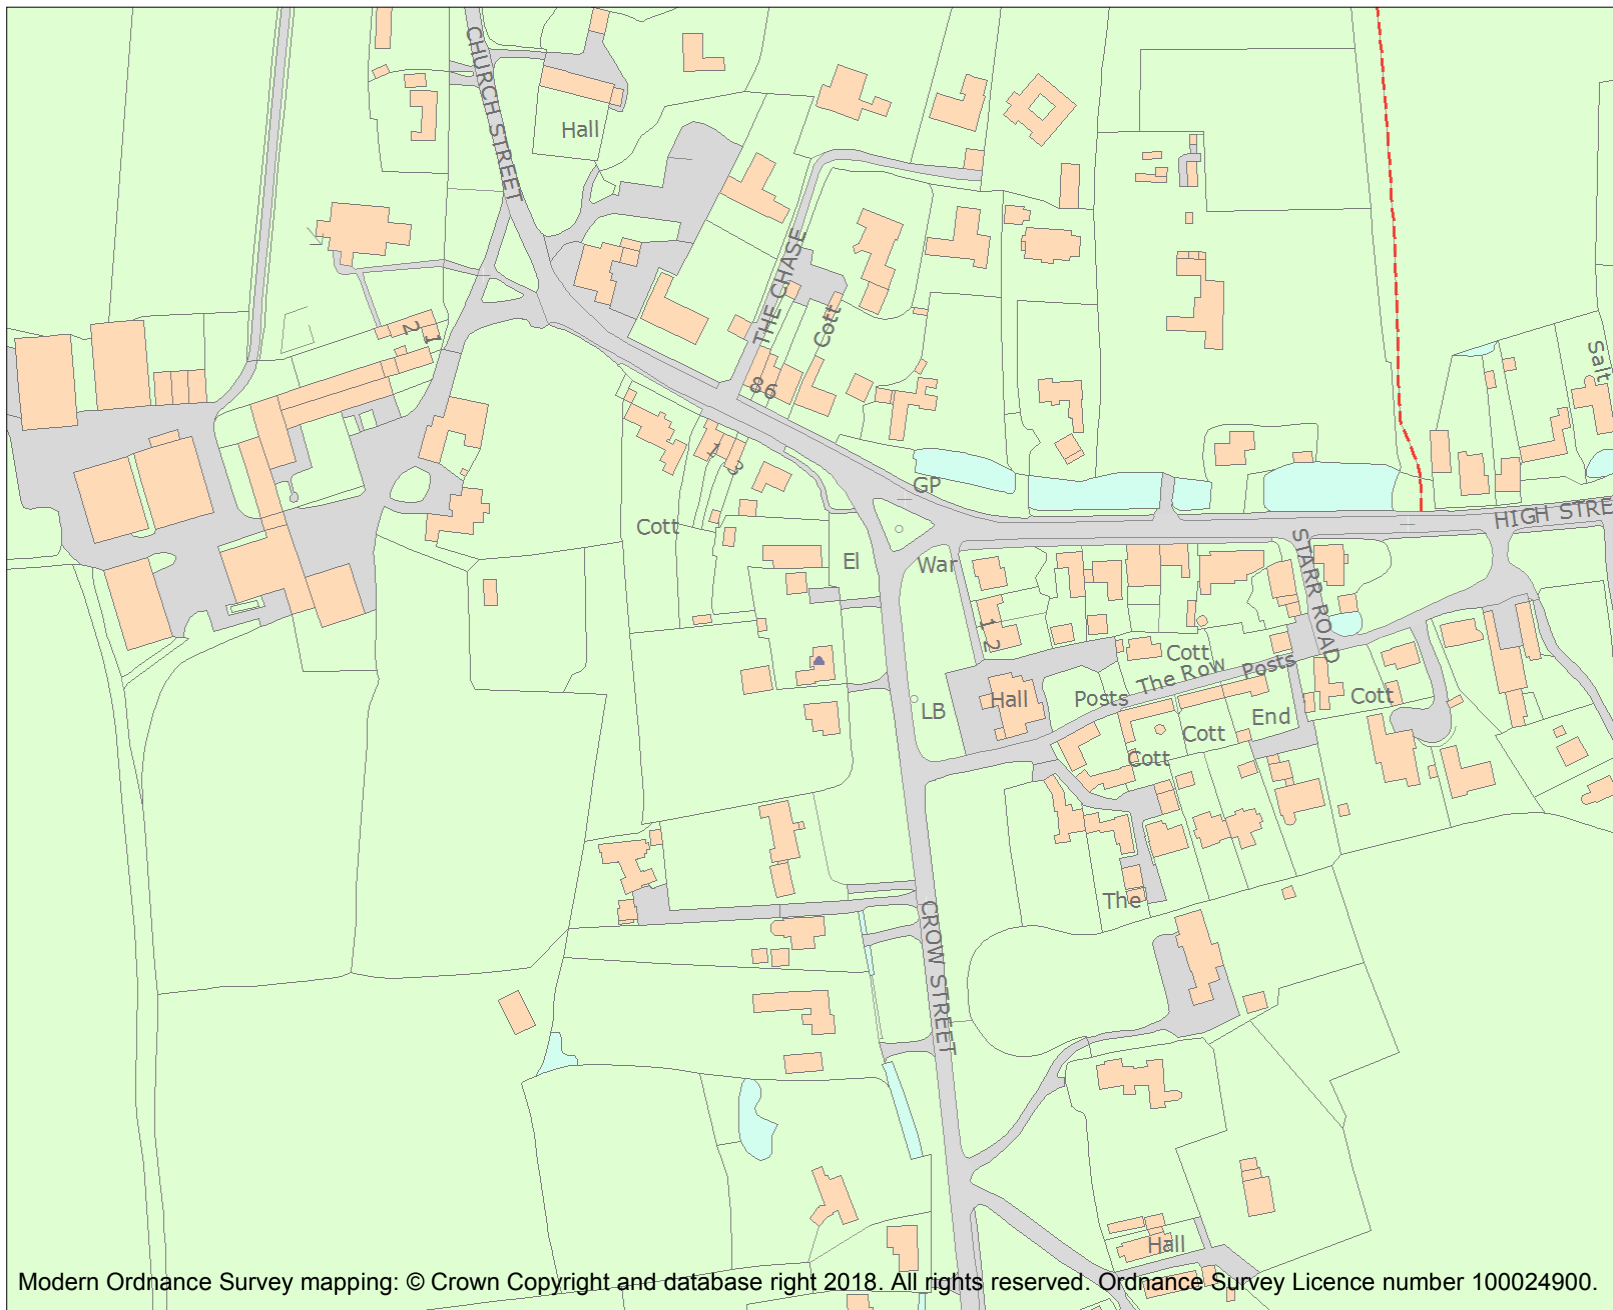 CHURCH STREET
Hall
THE CHASE
Cott
2
1
8
6
Salt
1
3
GP
Cott
HIGH STRE
El
War
STARR ROAD
1
2
Cott
The Row
Posts
Hall
Posts
Cott
LB
End
Cott
Cott
The
CROW STREET
Hall
Modern Ordnance Survey mapping: © Crown Copyright and database right 2018. All rights reserved. Ordnance Survey Licence number 100024900.